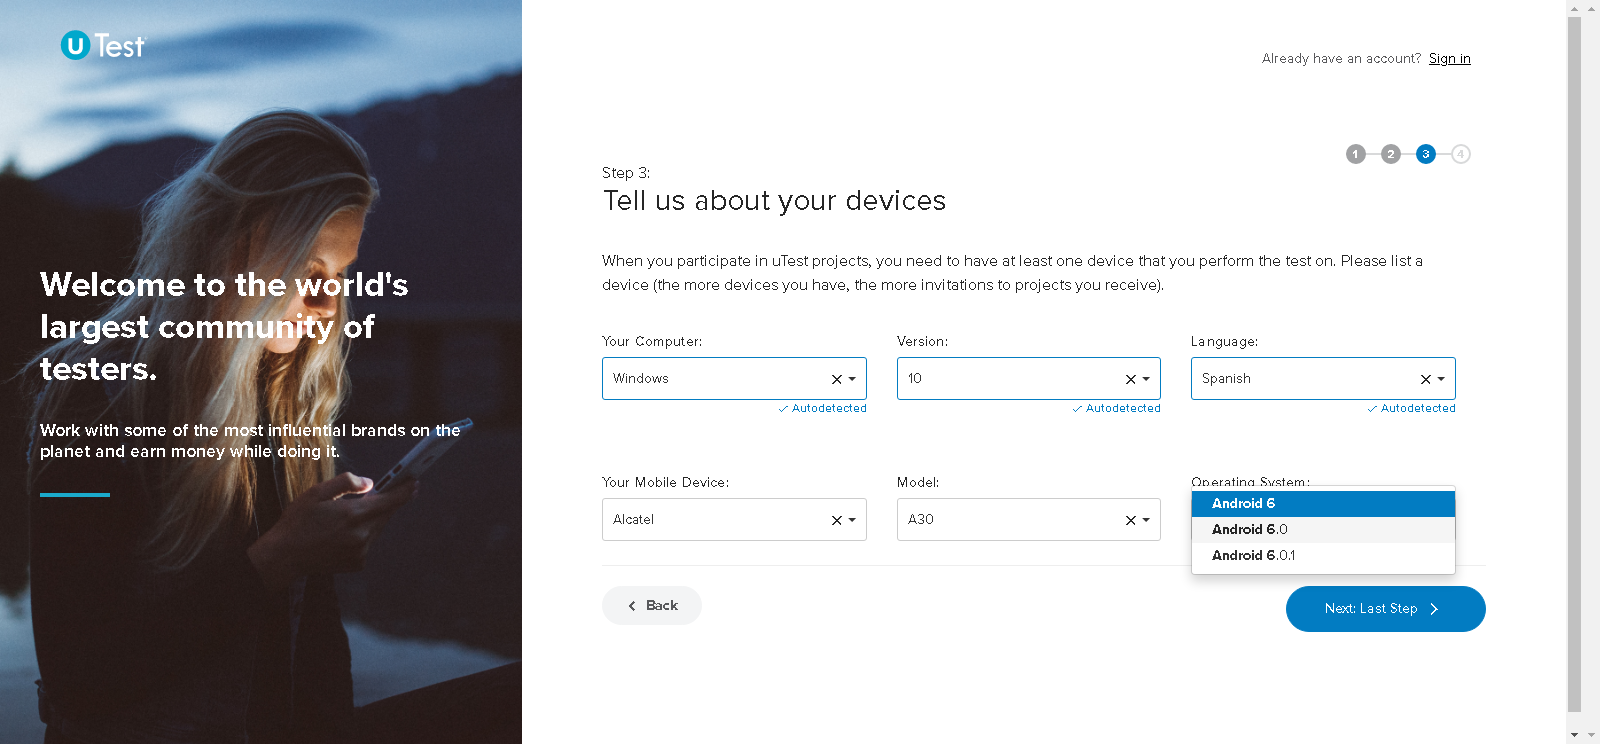 uTest
Already have an account? Sign in
1 2 3 4
Step 3:
Tell us about your devices
Welcome to the world's
largest community of
testers.
Work with some of the most influential brands on the
planet and earn money while doing it.
When you participate in uTest projects, you need to have at least one device that you perform the test on. Please list a
device (the more devices you have, the more invitations to projects you receive).
Your Computer: Version: Language:
Windows 10 Spanish
Autodetected Autodetected Autodetected
Your Mobile Device: Model: Operating System:
Alcatel A30
Android 6
Android 6.0
Android 6.0.1
Back
Next: Last Step